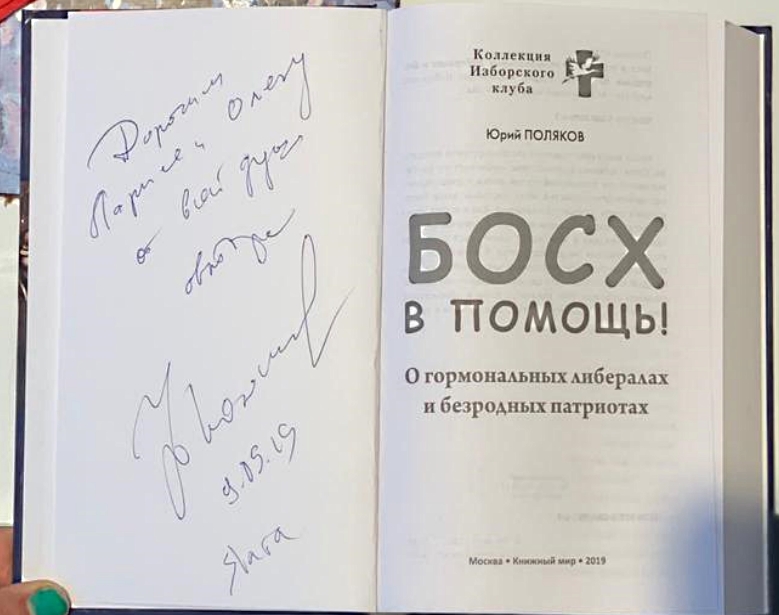 Дорогим
Ларисе и Олегу
от всей души
автор
9.09.19
Ялта
Коллекция
Изборского
клуба
Юрий ПОЛЯКОВ
БОСХ
В ПОМОЩЬ!
О гормональных либералах
и безродных патриотах
Москва • Книжный мир • 2019